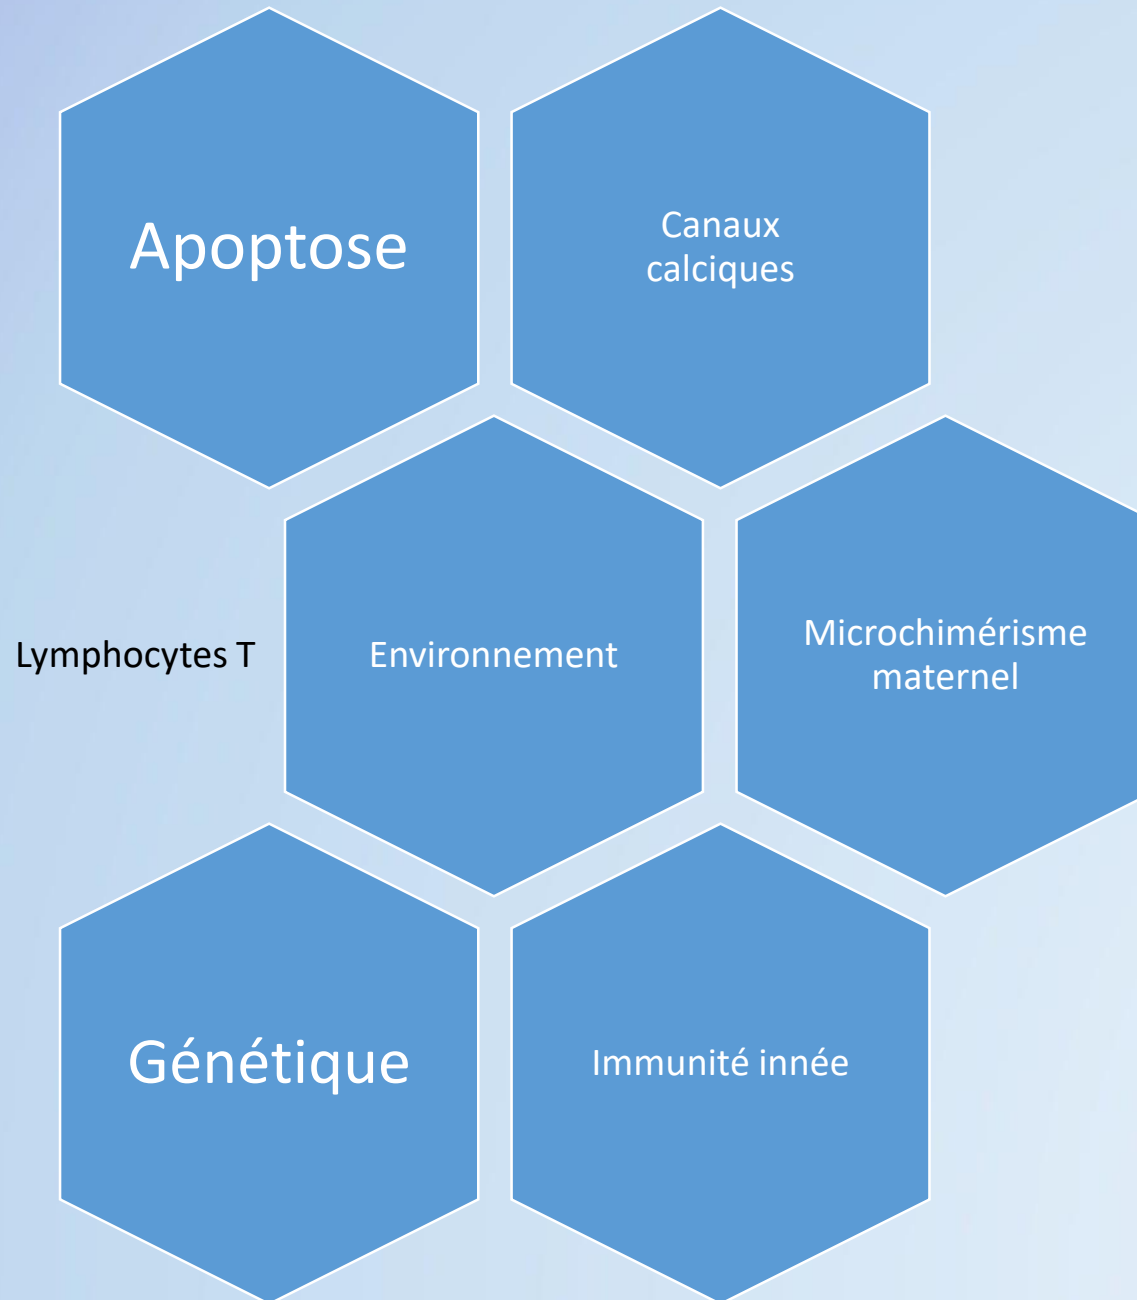 Apoptose
Canaux
calciques
Lymphocytes T
Environnement
Microchimérisme
maternel
Génétique
Immunité innée